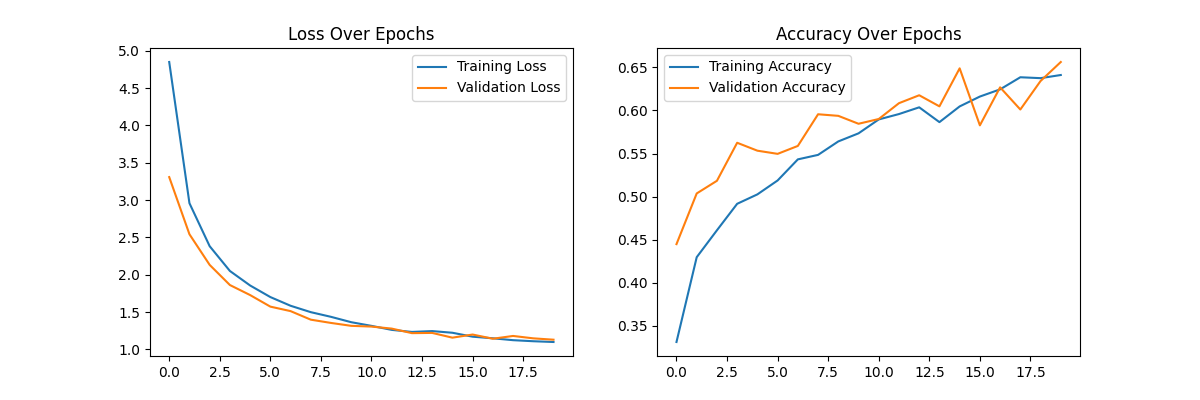 Loss Over Epochs
5.0
4.5
4.0
3.5
3.0
2.5
2.0
1.5
1.0
0.0 2.5 5.0 7.5 10.0 12.5 15.0 17.5
Training Loss
Validation Loss
Accuracy Over Epochs
0.65
0.60
0.55
0.50
0.45
0.40
0.35
0.0 2.5 5.0 7.5 10.0 12.5 15.0 17.5
Training Accuracy
Validation Accuracy